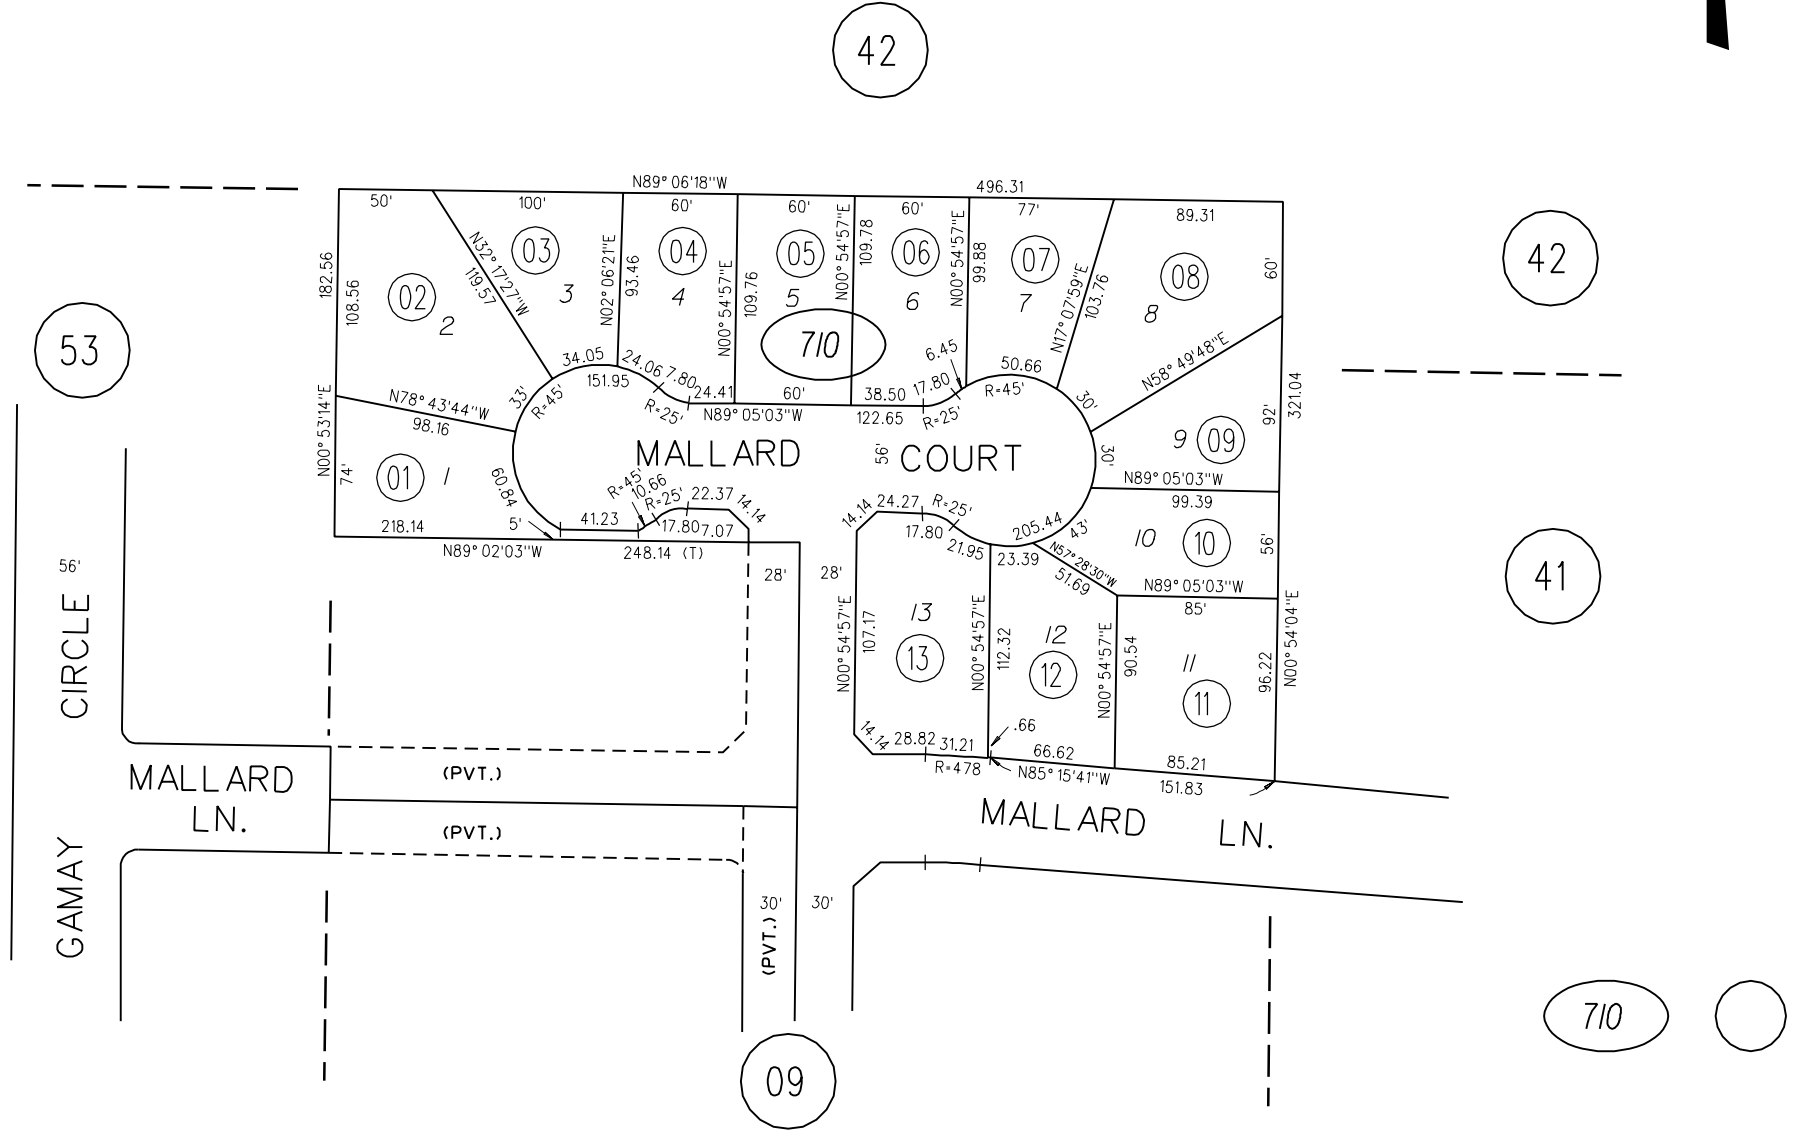 42
N89° 06'18"W
496.31
50'
100'
60'
60'
60'
77'
89.31
182.56
108.56
02
2
N32° 17'27"W
119.57
03
3
N02° 06'21"E
93.46
04
4
N00° 54'57"E
109.76
05
5
N00° 54'57"E
109.78
06
6
N00° 54'57"E
99.88
07
7
N17° 07'59"E
103.76
08
8
60'
42
53
710
N58° 49'48"E
34.05
151.95
24.06
7.80
24.41
R=25'
33'
R=45'
60'
N89° 05'03"W
38.50
122.65
17.80
R=25'
6.45
50.66
R=45'
30'
N78° 43'44"W
98.16
N00° 53'14"E
74'
01
1
218.14
60.84
5'
N89° 02'03"W
MALLARD COURT
56'
9
09
92'
321.04
30'
N89° 05'03"W
99.39
R=45'
10.66
R=25'
22.37
14.14
41.23
17.80
7.07
248.14 (T)
14.14
24.27
R=25'
17.80
21.95
205.44
43'
23.39
N57° 28'30"W
51.69
10
10
56'
N89° 05'03"W
85'
41
56'
28'
28'
N00° 54'57"E
107.17
13
13
N00° 54'57"E
112.32
12
12
N00° 54'57"E
90.54
11
11
96.22
N00° 54'04"E
14.14
28.82
31.21
R=478
.66
66.62
N85° 15'41"W
85.21
151.83
GAMAY CIRCLE
MALLARD
LN.
(PVT.)
(PVT.)
MALLARD LN.
30'
30'
(PVT.)
09
710